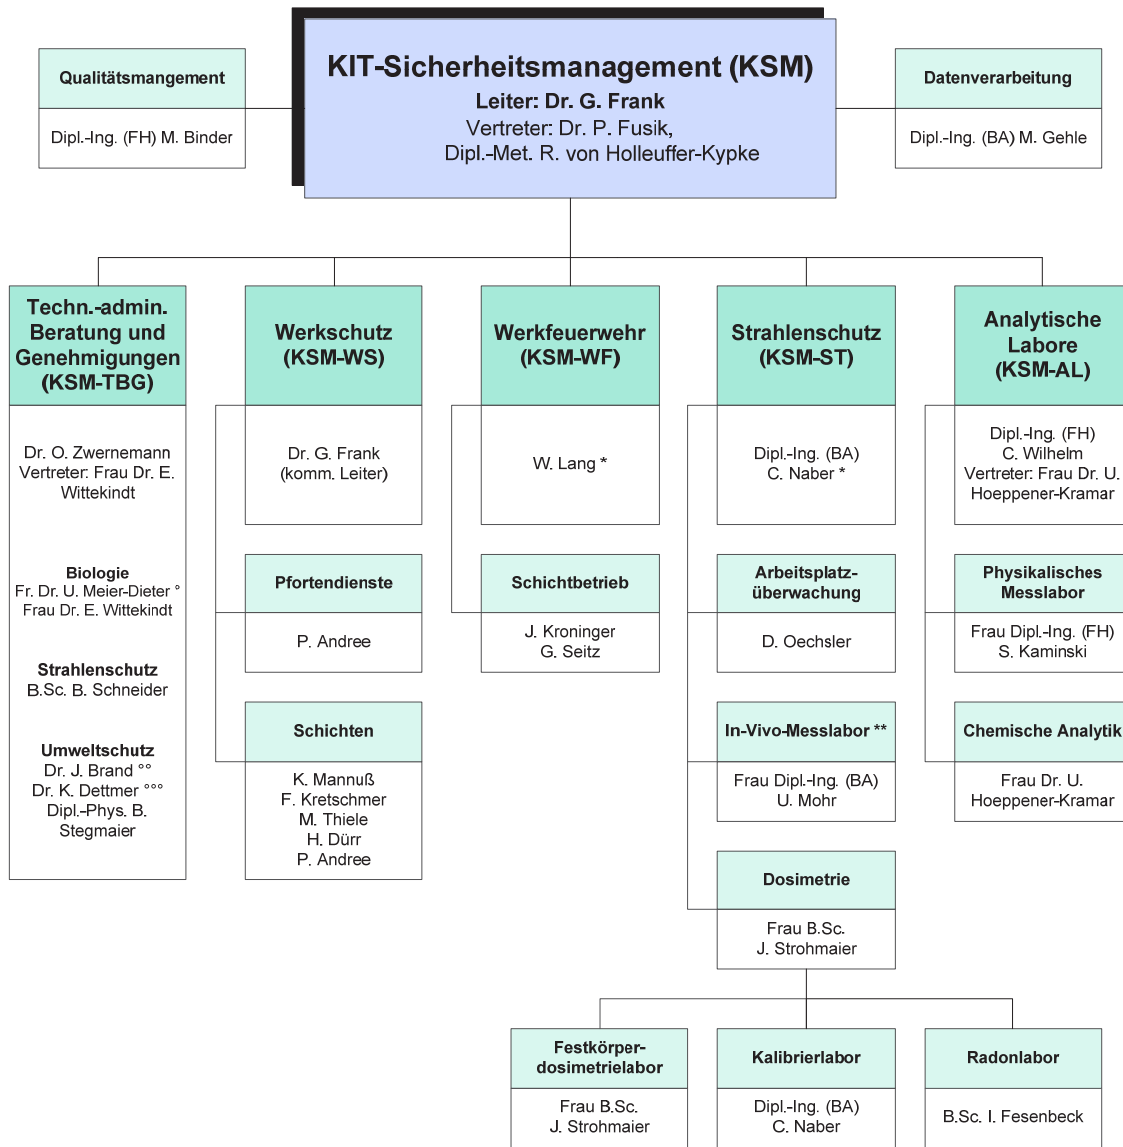 Qualitätsmangement
Dipl.-Ing. (FH) M. Binder
KIT-Sicherheitsmanagement (KSM)
Leiter: Dr. G. Frank
Vertreter: Dr. P. Fusik,
Dipl.-Met. R. von Holleuffer-Kypke
Datenverarbeitung
Dipl.-Ing. (BA) M. Gehle
Techn.-admin.
Beratung und
Genehmigungen
(KSM-TBG)
Dr. O. Zwernemann
Vertreter: Frau Dr. E.
Wittekindt
Biologie
Fr. Dr. U. Meier-Dieter °
Frau Dr. E. Wittekindt
Strahlenschutz
B.Sc. B. Schneider
Umweltschutz
Dr. J. Brand °°
Dr. K. Dettmer °°°
Dipl.-Phys. B.
Stegmaier
Werkschutz
(KSM-WS)
Dr. G. Frank
(komm. Leiter)
Pfortendienste
P. Andree
Schichten
K. Mannuß
F. Kretschmer
M. Thiele
H. Dürr
P. Andree
Werkfeuerwehr
(KSM-WF)
W. Lang *
Schichtbetrieb
J. Kroninger
G. Seitz
Strahlenschutz
(KSM-ST)
Dipl.-Ing. (BA)
C. Naber *
Arbeitsplatz-
überwachung
D. Oechsler
In-Vivo-Messlabor **
Frau Dipl.-Ing. (BA)
U. Mohr
Dosimetrie
Frau B.Sc.
J. Strohmaier
Analytische
Labore
(KSM-AL)
Dipl.-Ing. (FH)
C. Wilhelm
Vertreter: Frau Dr. U.
Hoeppener-Kramar
Physikalisches
Messlabor
Frau Dipl.-Ing. (FH)
S. Kaminski
Chemische Analytik
Frau Dr. U.
Hoeppener-Kramar
Festkörper-
dosimetrielabor
Frau B.Sc.
J. Strohmaier
Kalibrierlabor
Dipl.-Ing. (BA)
C. Naber
Radonlabor
B.Sc. I. Fesenbeck